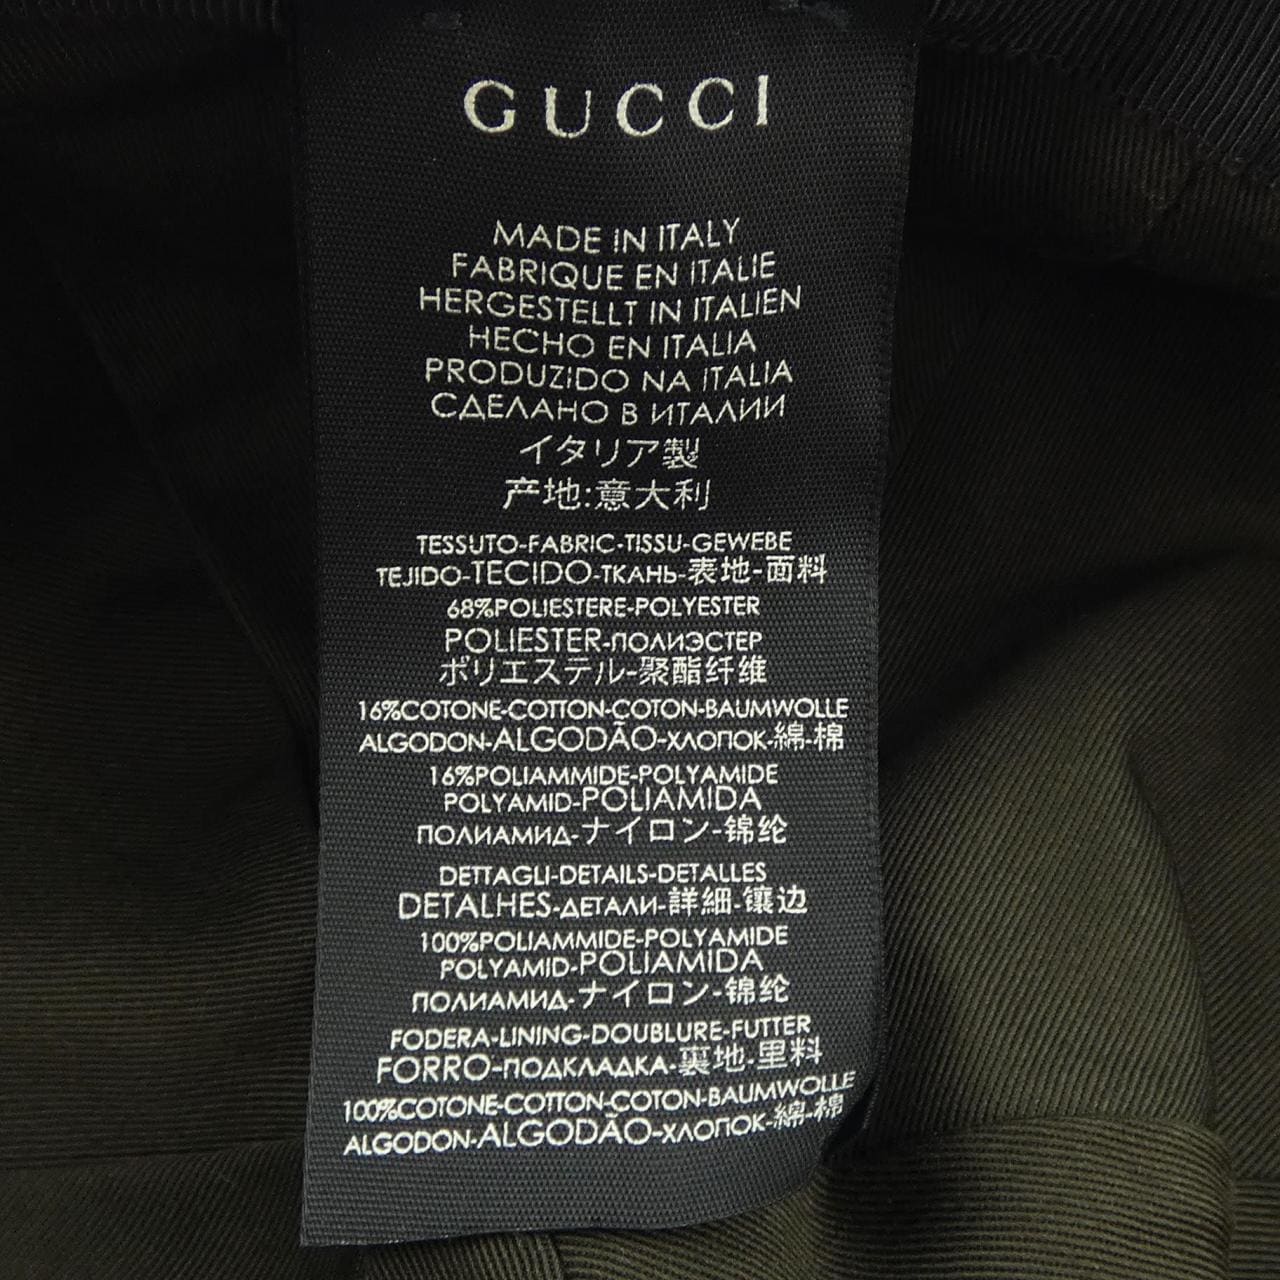 GUCCI
MADE IN ITALY
FABRIQUE EN ITALIE
HERGESTELLT IN ITALIEN
HECHO EN ITALIA
PRODUZIDO NA ITALIA
СДЕЛАНО В ИТАЛИИ
イタリア製
产地:意大利
TESSUTO-FABRIC-TISSU-GEWEBE
TEJIDO-TECIDO-ТКАНЬ-表地-面料
68%POLIESTERE-POLYESTER
POLIESTER-ПОЛИЭСТЕР
ポリエステル-聚酯纤维
16%COTONE-COTTON-COTON-BAUMWOLLE
ALGODON-ALGODÃO-ХЛОПОК-綿-棉
16%POLIAMMIDE-POLYAMIDE
POLYAMID-POLIAMIDA
ПОЛИАМИД-ナイロン-锦纶
DETTAGLI-DETAILS-DETALLES
DETALHES-ДЕТАЛИ-詳細-镶边
100%POLIAMMIDE-POLYAMIDE
POLYAMID-POLIAMIDA
ПОЛИАМИД-ナイロン-锦纶
FODERA-LINING-DOUBLURE-FUTTER
FORRO-ПОДКЛАДКА-裏地-里料
100%COTONE-COTTON-COTON-BAUMWOLLE
ALGODON-ALGODÃO-ХЛОПОК-綿-棉